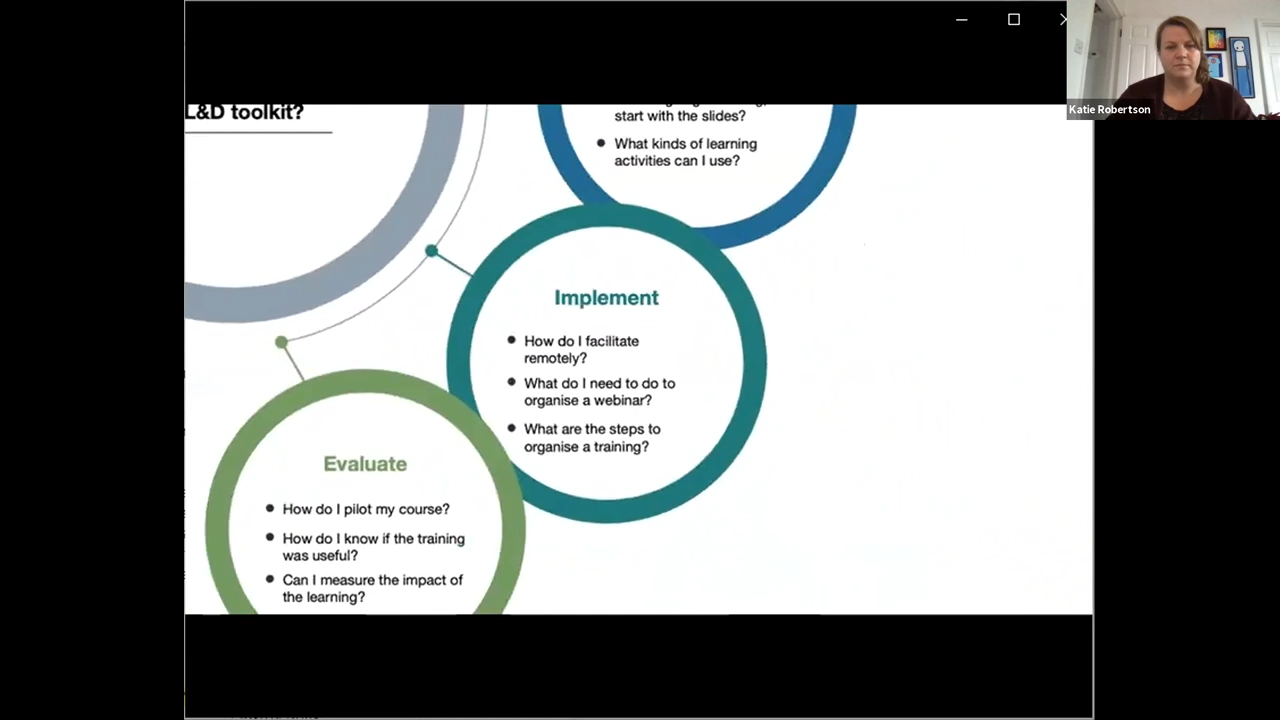 Katie Robertson
L&D toolkit?
start with the slides?
● What kinds of learning
activities can I use?
Implement
● How do I facilitate
remotely?
● What do I need to do to
organise a webinar?
● What are the steps to
organise a training?
Evaluate
● How do I pilot my course?
● How do I know if the training
was useful?
● Can I measure the impact of
the learning?